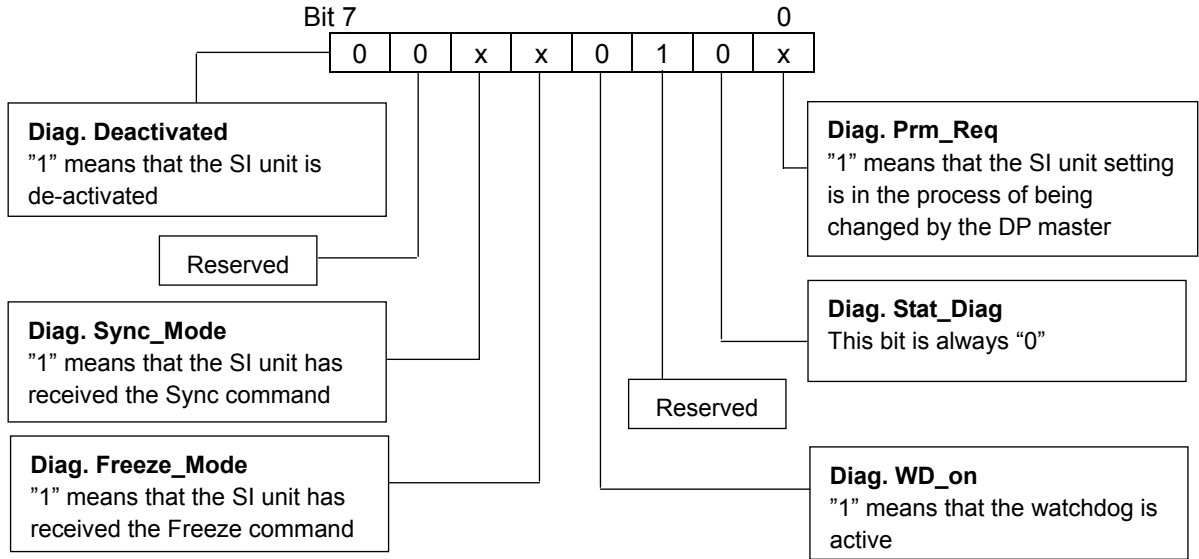 Bit 7 0
0 0 x x 0 1 0 x
Diag. Deactivated
”1” means that the SI unit is
de-activated
Reserved
Diag. Sync_Mode
”1” means that the SI unit has
received the Sync command
Diag. Freeze_Mode
”1” means that the SI unit has
received the Freeze command
Diag. Prm_Req
”1” means that the SI unit setting
is in the process of being
changed by the DP master
Diag. Stat_Diag
This bit is always “0”
Reserved
Diag. WD_on
”1” means that the watchdog is
active